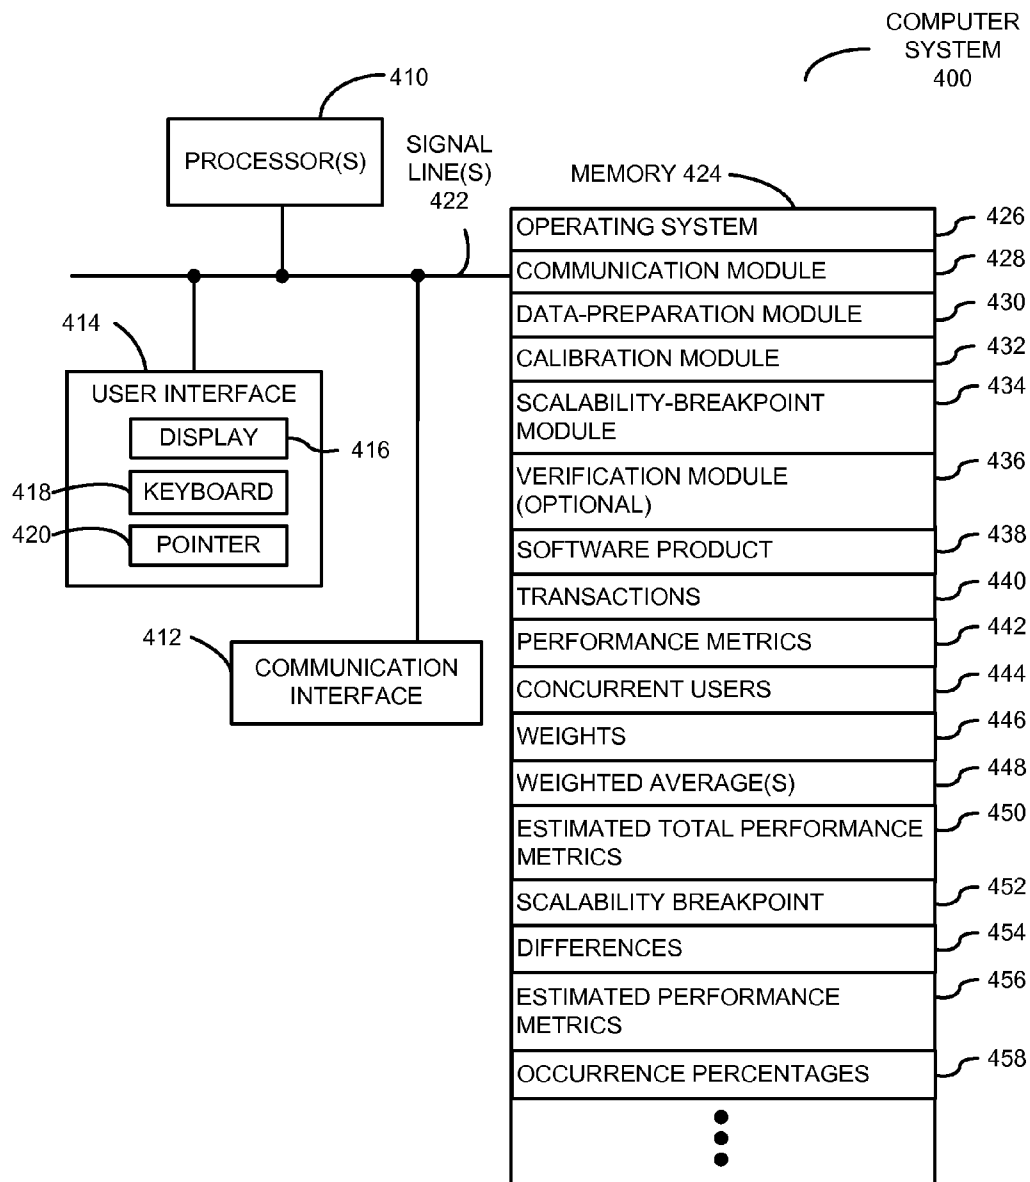 COMPUTER
SYSTEM
400
410
PROCESSOR(S)
SIGNAL
LINE(S)
422
MEMORY 424
OPERATING SYSTEM
426
COMMUNICATION MODULE
428
DATA-PREPARATION MODULE
430
CALIBRATION MODULE
432
SCALABILITY-BREAKPOINT
MODULE
434
VERIFICATION MODULE
(OPTIONAL)
436
SOFTWARE PRODUCT
438
TRANSACTIONS
440
PERFORMANCE METRICS
442
CONCURRENT USERS
444
WEIGHTS
446
WEIGHTED AVERAGE(S)
448
ESTIMATED TOTAL PERFORMANCE
METRICS
450
SCALABILITY BREAKPOINT
452
DIFFERENCES
454
ESTIMATED PERFORMANCE
METRICS
456
OCCURRENCE PERCENTAGES
458
414
USER INTERFACE
DISPLAY
416
418
KEYBOARD
420
POINTER
412
COMMUNICATION
INTERFACE